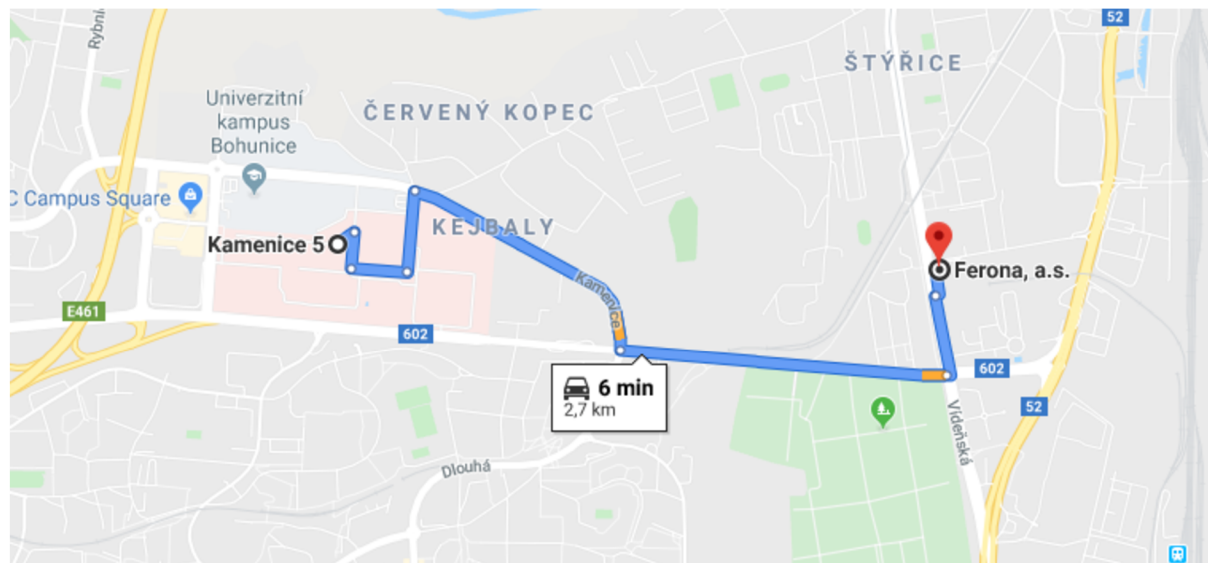 52
Rybni
ŠTÝŘICE
Univerzitní
kampus
Bohunice
ČERVENÝ KOPEC
C Campus Square
KEJBALY
Kamenice 5
Ferona, a.s.
Kamenice
E461
602
602
6 min
2,7 km
52
Vídeňská
Dlouhá